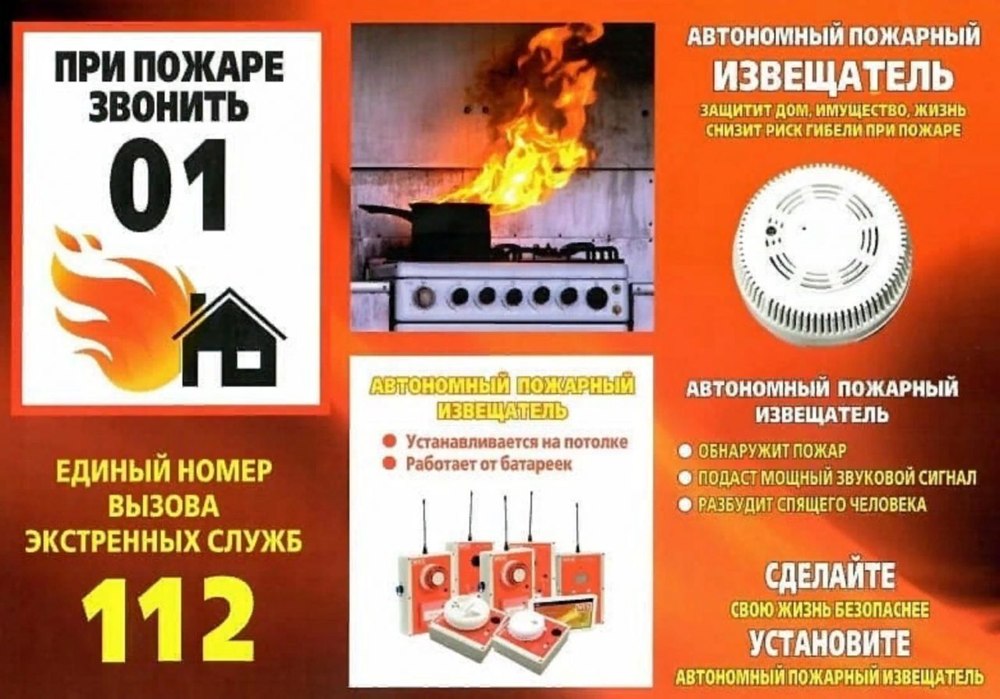 ПРИ ПОЖАРЕ
ЗВОНИТЬ
01
ЕДИНЫЙ НОМЕР
ВЫЗОВА
ЭКСТРЕННЫХ СЛУЖБ
112
АВТОНОМНЫЙ ПОЖАРНЫЙ
ИЗВЕЩАТЕЛЬ
Устанавливается на потолке
Работает от батареек
АВТОНОМНЫЙ ПОЖАРНЫЙ
ИЗВЕЩАТЕЛЬ
ЗАЩИТИТ ДОМ, ИМУЩЕСТВО, ЖИЗНЬ
СНИЗИТ РИСК ГИБЕЛИ ПРИ ПОЖАРЕ
АВТОНОМНЫЙ ПОЖАРНЫЙ
ИЗВЕЩАТЕЛЬ
ОБНАРУЖИТ ПОЖАР
ПОДАСТ МОЩНЫЙ ЗВУКОВОЙ СИГНАЛ
РАЗБУДИТ СПЯЩЕГО ЧЕЛОВЕКА
СДЕЛАЙТЕ
СВОЮ ЖИЗНЬ БЕЗОПАСНЕЕ
УСТАНОВИТЕ
АВТОНОМНЫЙ ПОЖАРНЫЙ ИЗВЕЩАТЕЛЬ